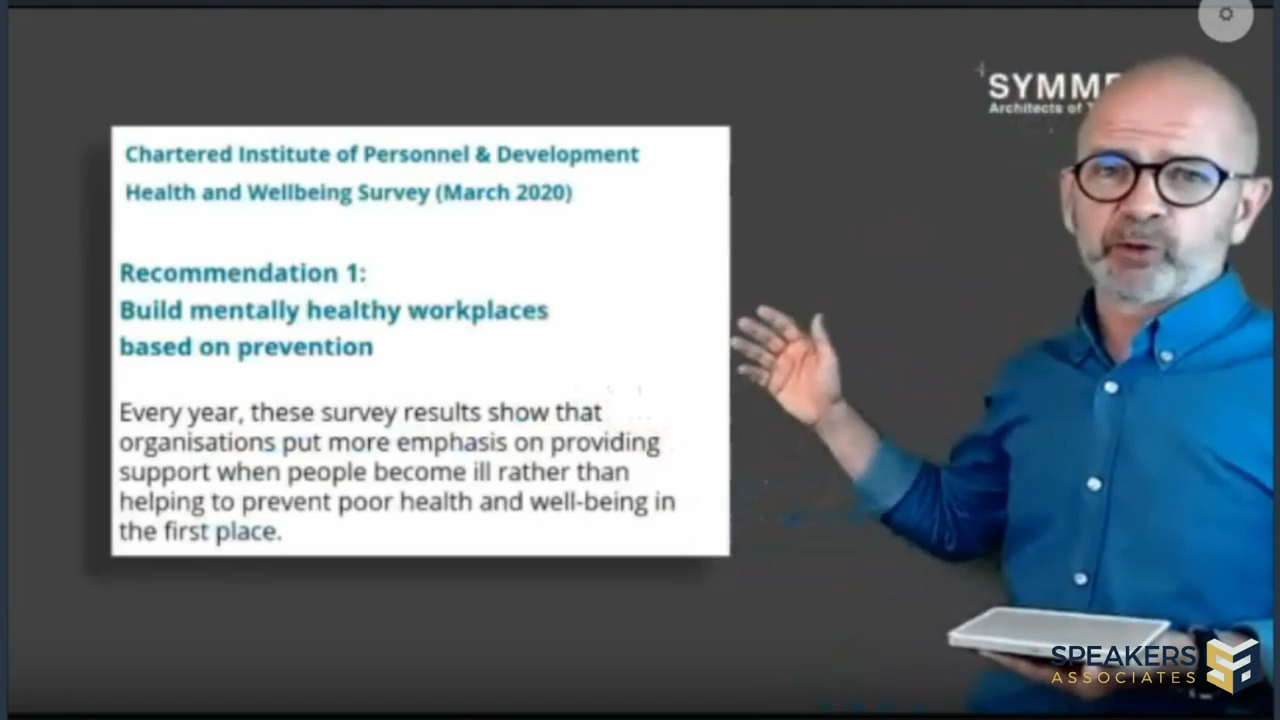 SYMME
Architects of
Chartered Institute of Personnel & Development
Health and Wellbeing Survey (March 2020)
Recommendation 1:
Build mentally healthy workplaces
based on prevention
Every year, these survey results show that
organisations put more emphasis on providing
support when people become ill rather than
helping to prevent poor health and well-being in
the first place.
SPEAKERS
ASSOCIATES